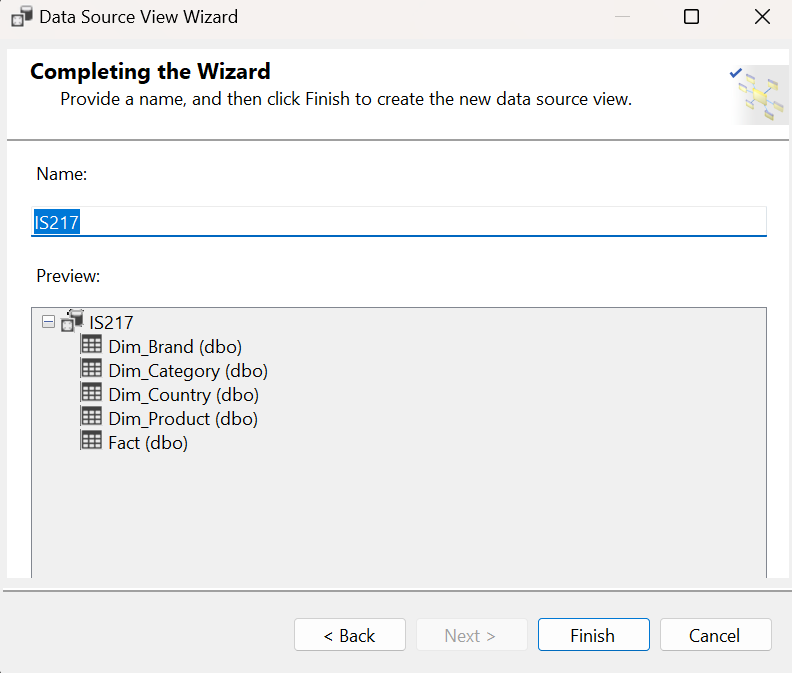 Data Source View Wizard
Completing the Wizard
Provide a name, and then click Finish to create the new data source view.
Name:
IS217
Preview:
IS217
Dim_Brand (dbo)
Dim_Category (dbo)
Dim_Country (dbo)
Dim_Product (dbo)
Fact (dbo)
< Back Next > Finish Cancel